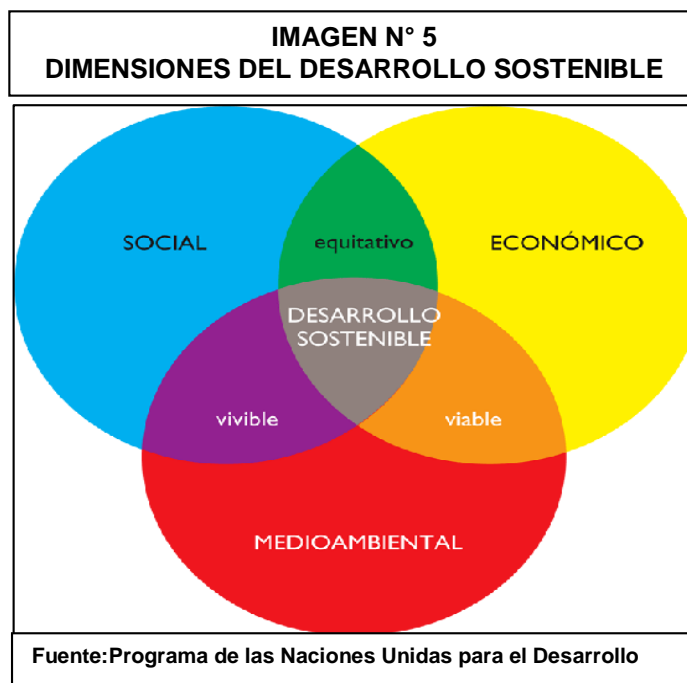 IMAGEN N° 5
DIMENSIONES DEL DESARROLLO SOSTENIBLE
SOCIAL
equitativo
ECONÓMICO
DESARROLLO
SOSTENIBLE
vivible
viable
MEDIOAMBIENTAL
Fuente:Programa de las Naciones Unidas para el Desarrollo